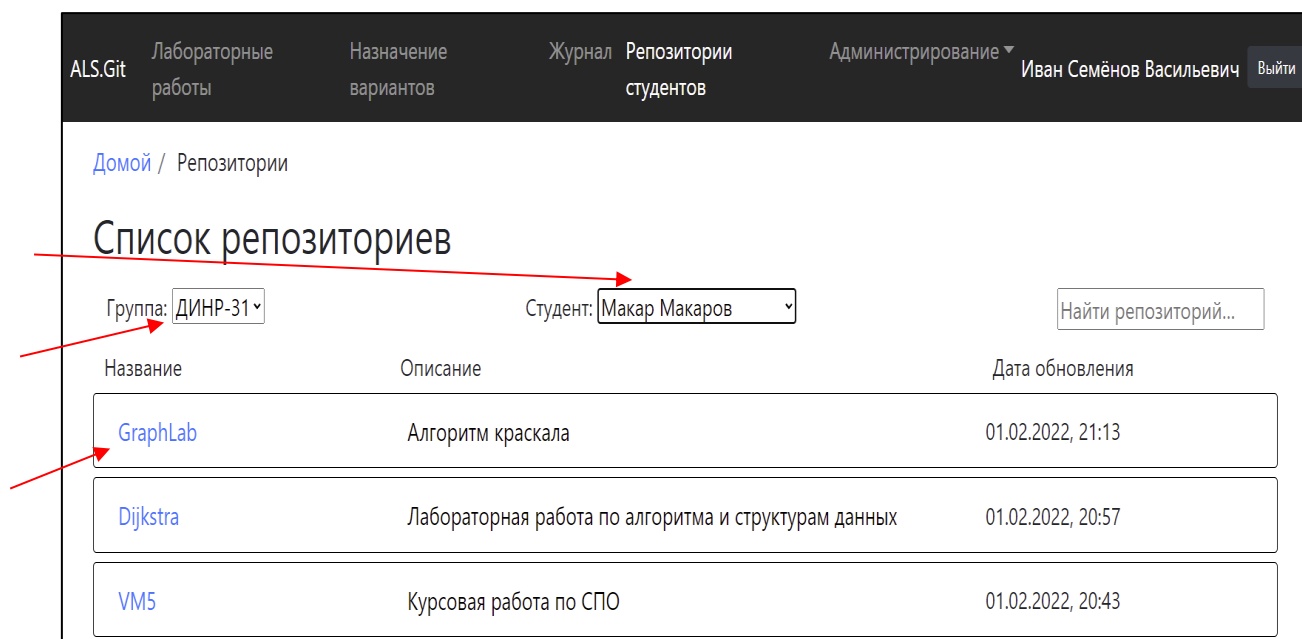 ALS.Git Лабораторные работы Назначение вариантов Журнал Репозитории студентов Администрирование Иван Семёнов Васильевич Выйти
Домой / Репозитории
Список репозиториев
Группа: ДИНР-31 Студент: Макар Макаров Найти репозиторий...
Название Описание Дата обновления
GraphLab Алгоритм краскала 01.02.2022, 21:13
Dijkstra Лабораторная работа по алгоритма и структурам данных 01.02.2022, 20:57
VM5 Курсовая работа по СПО 01.02.2022, 20:43